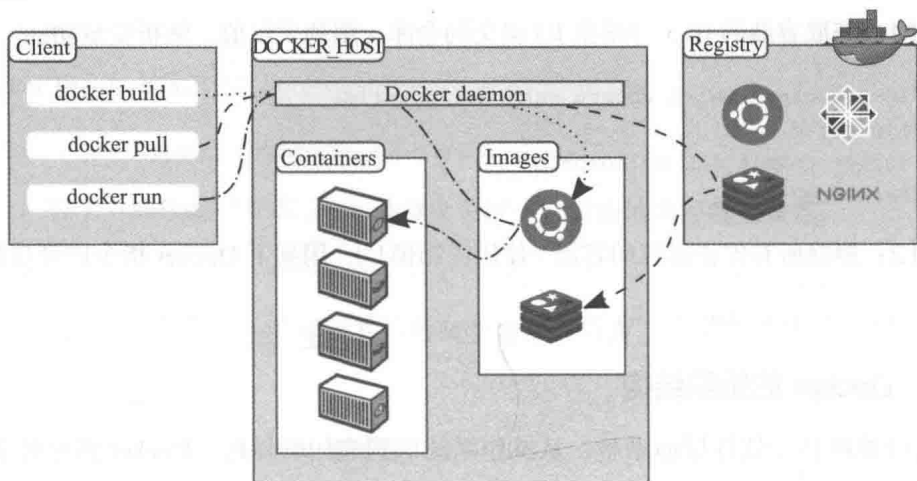 Client
docker build
docker pull
docker run
DOCKER_HOST
Docker daemon
Containers
Images
Registry
NGINX